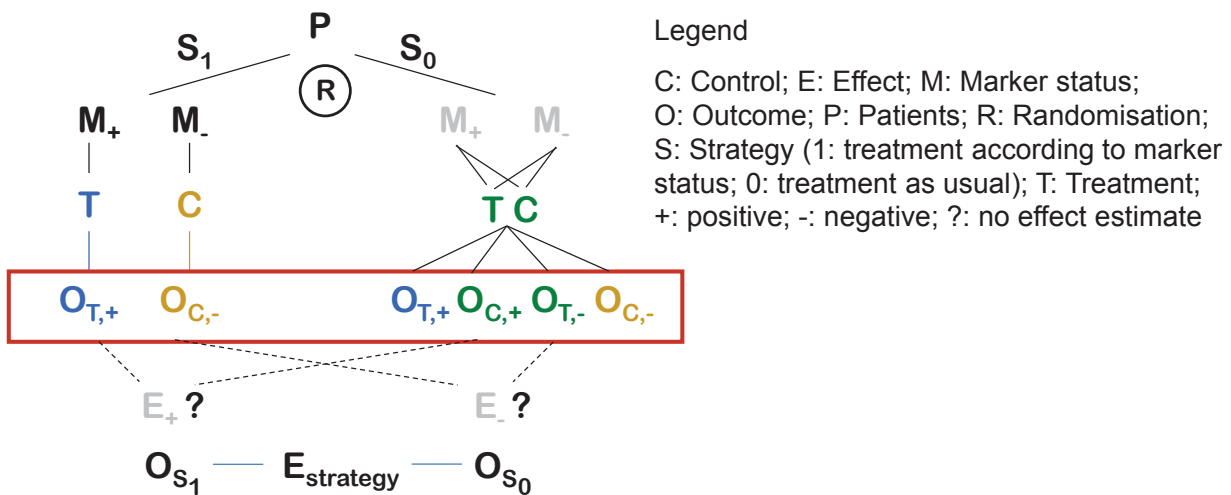 P
S1 S0
R
M+ M- M+ M-
T C T C
OT,+ OC,- OT,+ OC,+ OT,- OC,-
E+ ? E- ?
OS1 Estrategy OS0
Legend
C: Control; E: Effect; M: Marker status;
O: Outcome; P: Patients; R: Randomisation;
S: Strategy (1: treatment according to marker
status; 0: treatment as usual); T: Treatment;
+: positive; -: negative; ?: no effect estimate